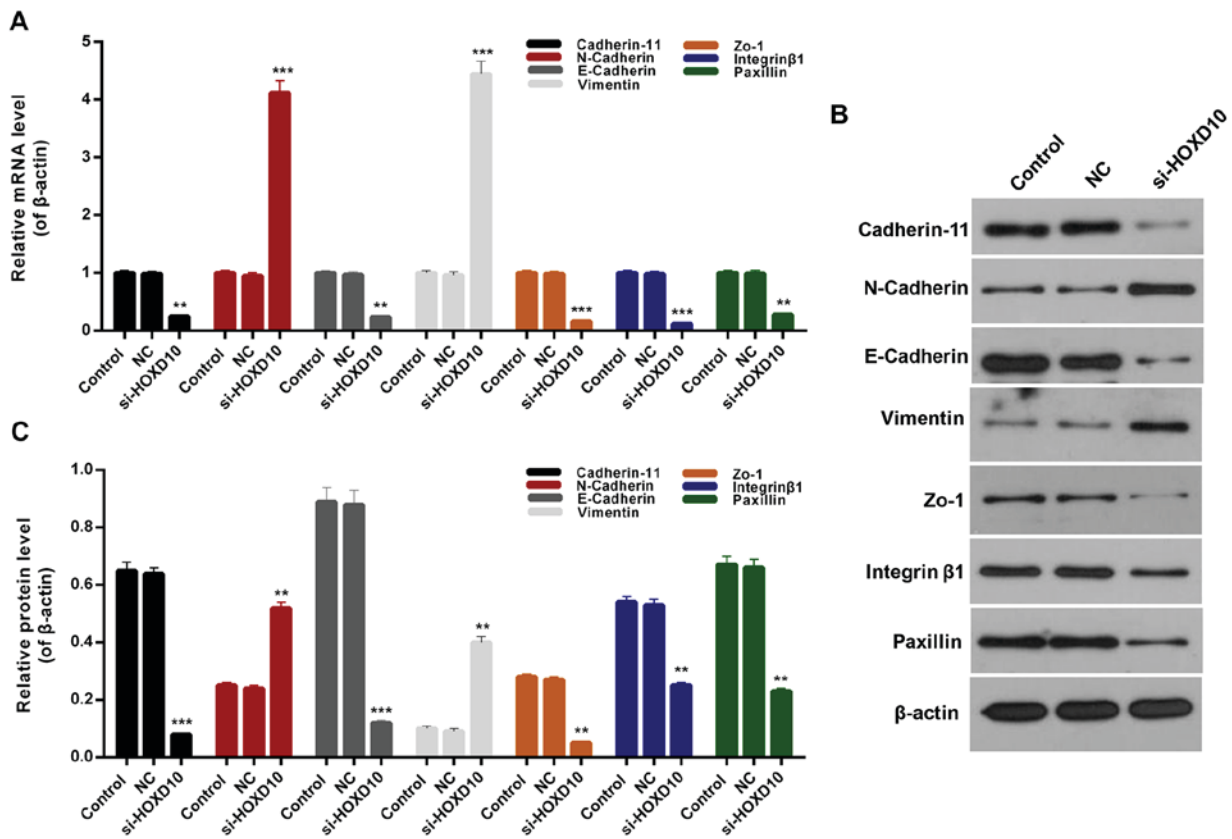 A
Relative mRNA level
(of β-actin)
5
4
3
2
1
0
Cadherin-11
N-Cadherin
E-Cadherin
Vimentin
Zo-1
Integrinβ1
Paxillin
**
***
**
***
***
***
**
Control
NC
si-HOXD10
Control
NC
si-HOXD10
Control
NC
si-HOXD10
Control
NC
si-HOXD10
Control
NC
si-HOXD10
Control
NC
si-HOXD10
Control
NC
si-HOXD10
B
Control
NC
si-HOXD10
Cadherin-11
N-Cadherin
E-Cadherin
Vimentin
Zo-1
Integrin β1
Paxillin
β-actin
C
Relative protein level
(of β-actin)
1.0
0.8
0.6
0.4
0.2
0.0
Cadherin-11
N-Cadherin
E-Cadherin
Vimentin
Zo-1
Integrinβ1
Paxillin
***
**
***
**
**
**
**
Control
NC
si-HOXD10
Control
NC
si-HOXD10
Control
NC
si-HOXD10
Control
NC
si-HOXD10
Control
NC
si-HOXD10
Control
NC
si-HOXD10
Control
NC
si-HOXD10